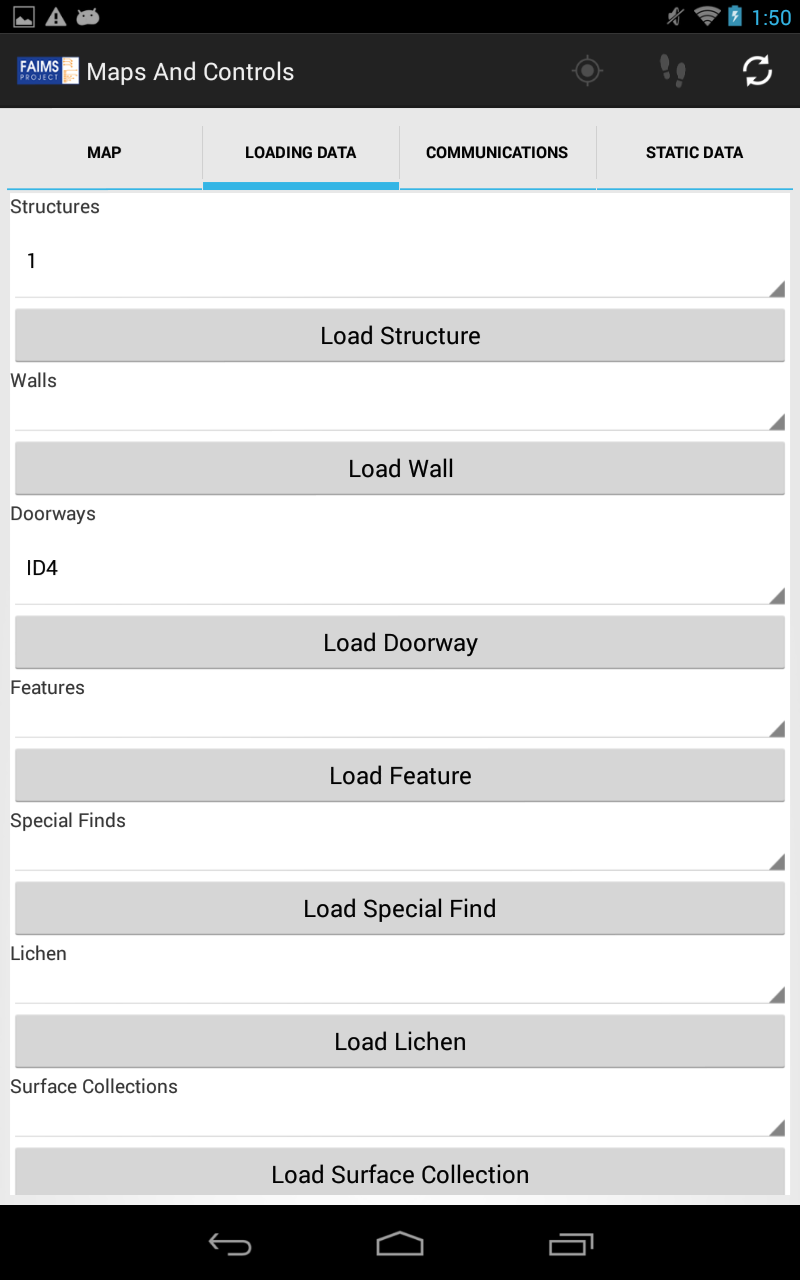 1:50
FAIMS
PROJECT
Maps And Controls
MAP
LOADING DATA
COMMUNICATIONS
STATIC DATA
Structures
1
Load Structure
Walls
Load Wall
Doorways
ID4
Load Doorway
Features
Load Feature
Special Finds
Load Special Find
Lichen
Load Lichen
Surface Collections
Load Surface Collection